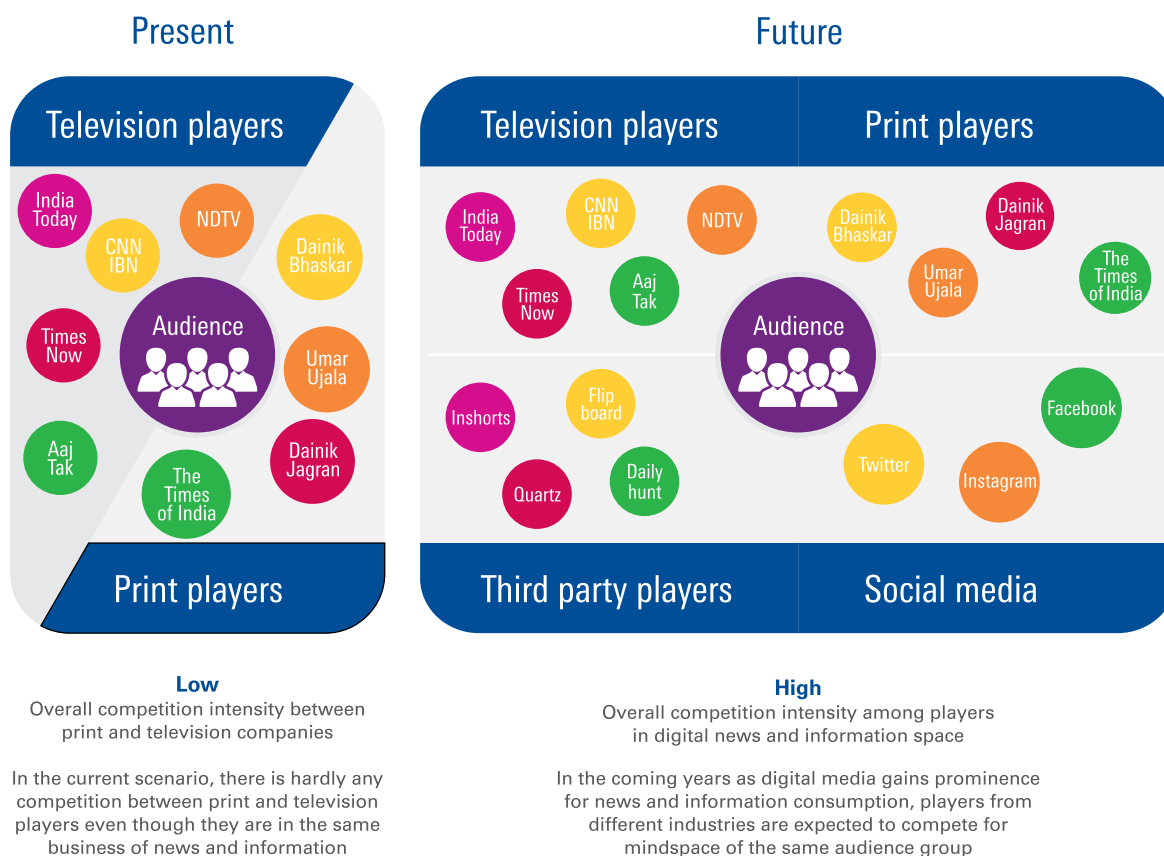 Present
Television players
India
Today
CNN
IBN
NDTV
Dainik
Bhaskar
Times
Now
Audience
Umar
Ujala
Aaj
Tak
The
Times
of India
Dainik
Jagran
Print players
Low
Overall competition intensity between
print and television companies
In the current scenario, there is hardly any
competition between print and television
players even though they are in the same
business of news and information
Future
Television players
Print players
India
Today
CNN
IBN
NDTV
Times
Now
Aaj
Tak
Dainik
Bhaskar
Umar
Ujala
Dainik
Jagran
The
Times
of India
Audience
Inshorts
Flip
board
Quartz
Daily
hunt
Twitter
Instagram
Facebook
Third party players
Social media
High
Overall competition intensity among players
in digital news and information space
In the coming years as digital media gains prominence
for news and information consumption, players from
different industries are expected to compete for
mindspace of the same audience group